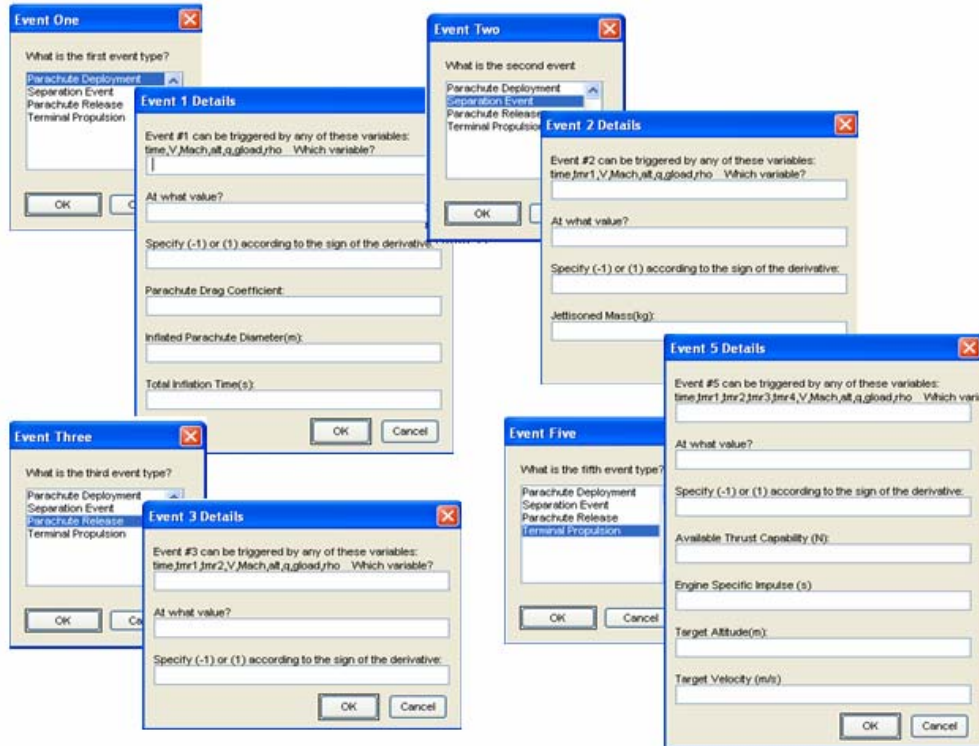 Event One
What is the first event type?
Parachute Deployment
Separation Event
Parachute Release
Terminal Propulsion
OK
Event 1 Details
Event #1 can be triggered by any of these variables:
time,V,Mach,alt,q,gload,rho Which variable?
At what value?
Specify (-1) or (1) according to the sign of the derivative:
Parachute Drag Coefficient:
Inflated Parachute Diameter(m):
Total Inflation Time(s):
OK
Cancel
Event Two
What is the second event
Parachute Deployment
Separation Event
Parachute Release
Terminal Propulsion
OK
Event 2 Details
Event #2 can be triggered by any of these variables:
time,tmr1,V,Mach,alt,q,gload,rho Which variable?
At what value?
Specify (-1) or (1) according to the sign of the derivative:
Jettisoned Mass(kg):
Event Three
What is the third event type?
Parachute Deployment
Separation Event
Parachute Release
Terminal Propulsion
OK
Ca
Event 3 Details
Event #3 can be triggered by any of these variables:
time,tmr1,tmr2,V,Mach,alt,q,gload,rho Which variable?
At what value?
Specify (-1) or (1) according to the sign of the derivative:
OK
Cancel
Event Five
What is the fifth event type?
Parachute Deployment
Separation Event
Parachute Release
Terminal Propulsion
OK
Cancel
Event 5 Details
Event #5 can be triggered by any of these variables:
time,tmr1,tmr2,tmr3,tmr4,V,Mach,alt,q,gload,rho Which vari
At what value?
Specify (-1) or (1) according to the sign of the derivative:
Available Thrust Capability (N):
Engine Specific Impulse (s)
Target Altitude(m):
Target Velocity (m/s)
OK
Cancel